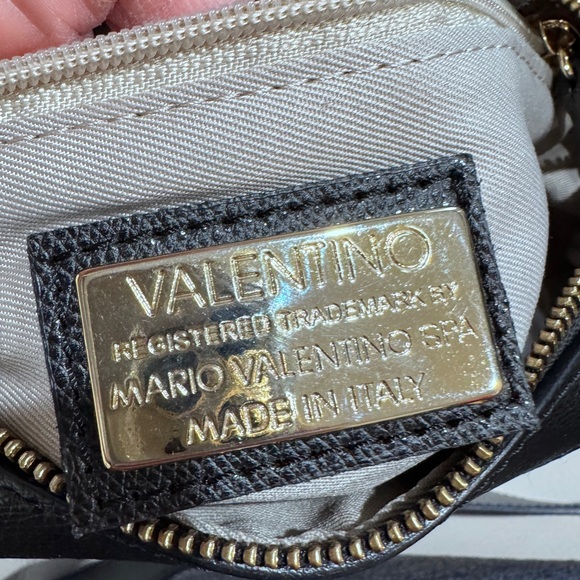 VALENTINO
REGISTERED TRADEMARK BY
MARIO VALENTINO SPA
MADE IN ITALY